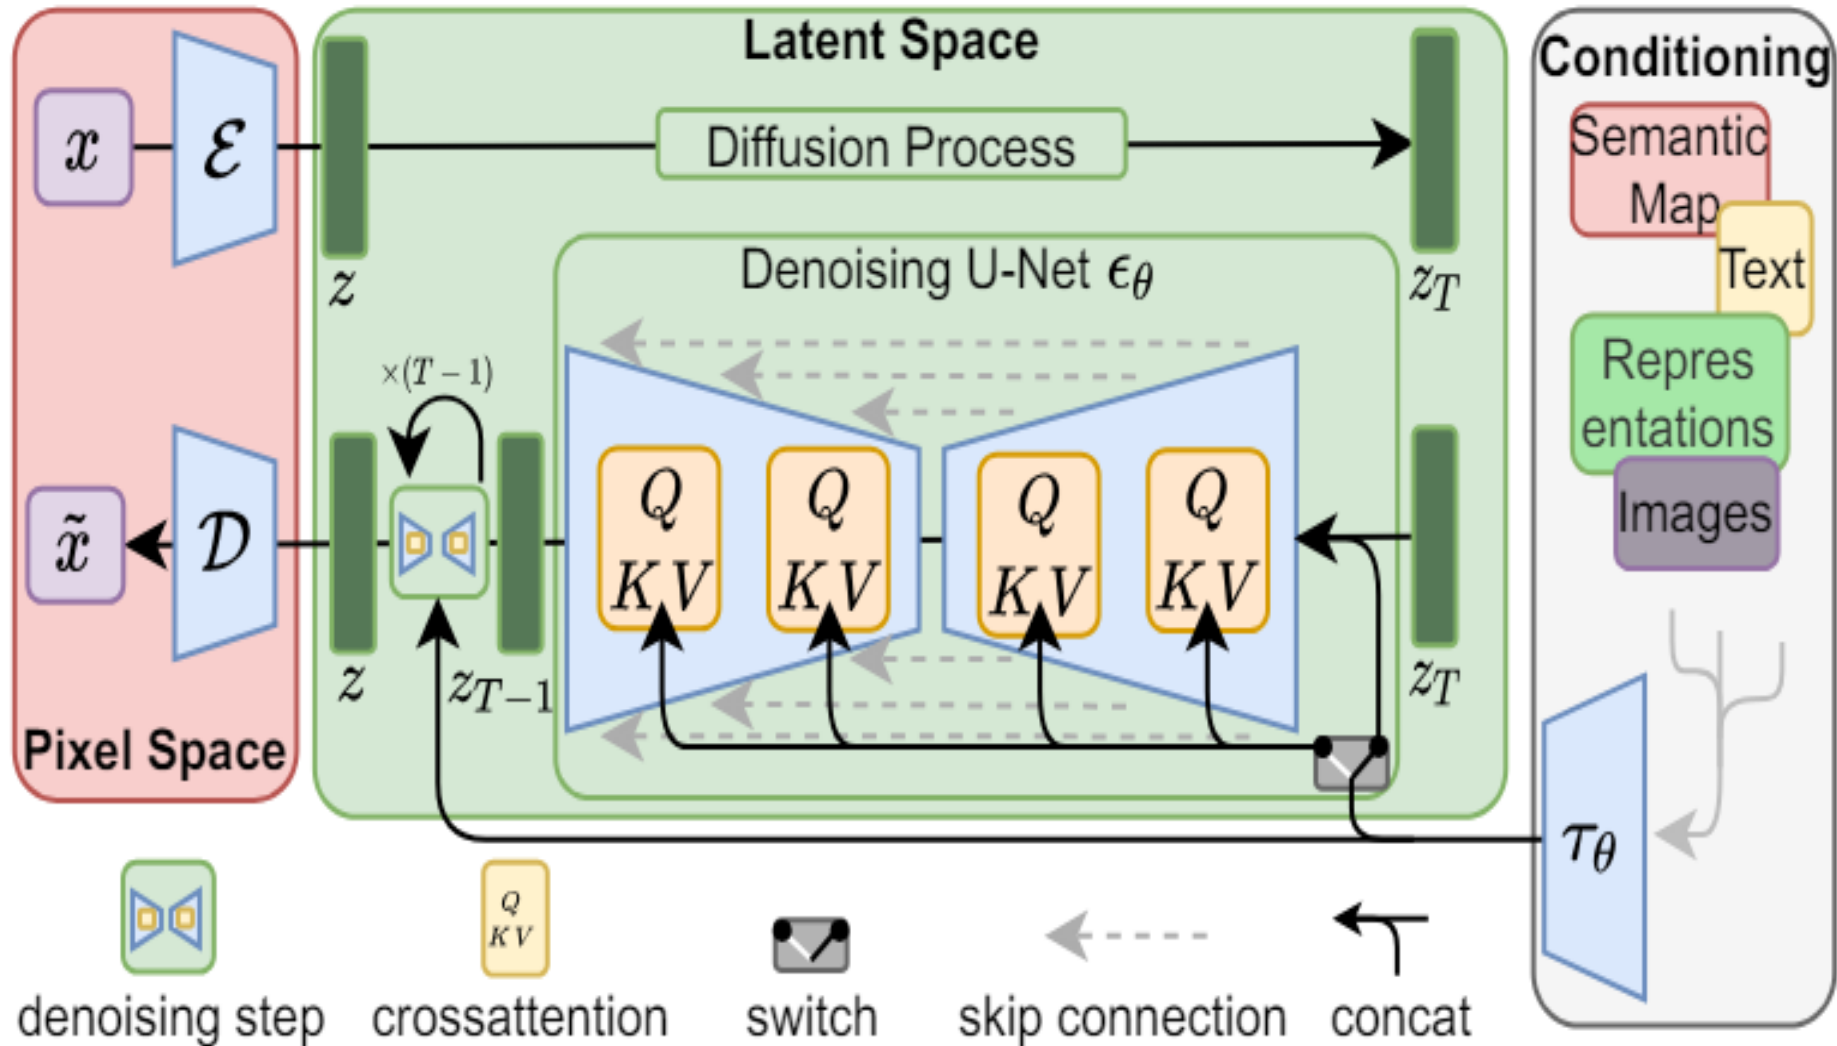 Latent Space
Conditioning
x
ℰ
Diffusion Process
z
z_T
Semantic
Map
Text
Repres
entations
Images
Denoising U-Net ϵ_θ
×(T−1)
Q
K V
Q
K V
Q
K V
Q
K V
x̃
𝒟
z
z_{T−1}
z_T
Pixel Space
τ_θ
Q
K V
denoising step
crossattention
switch
skip connection
concat